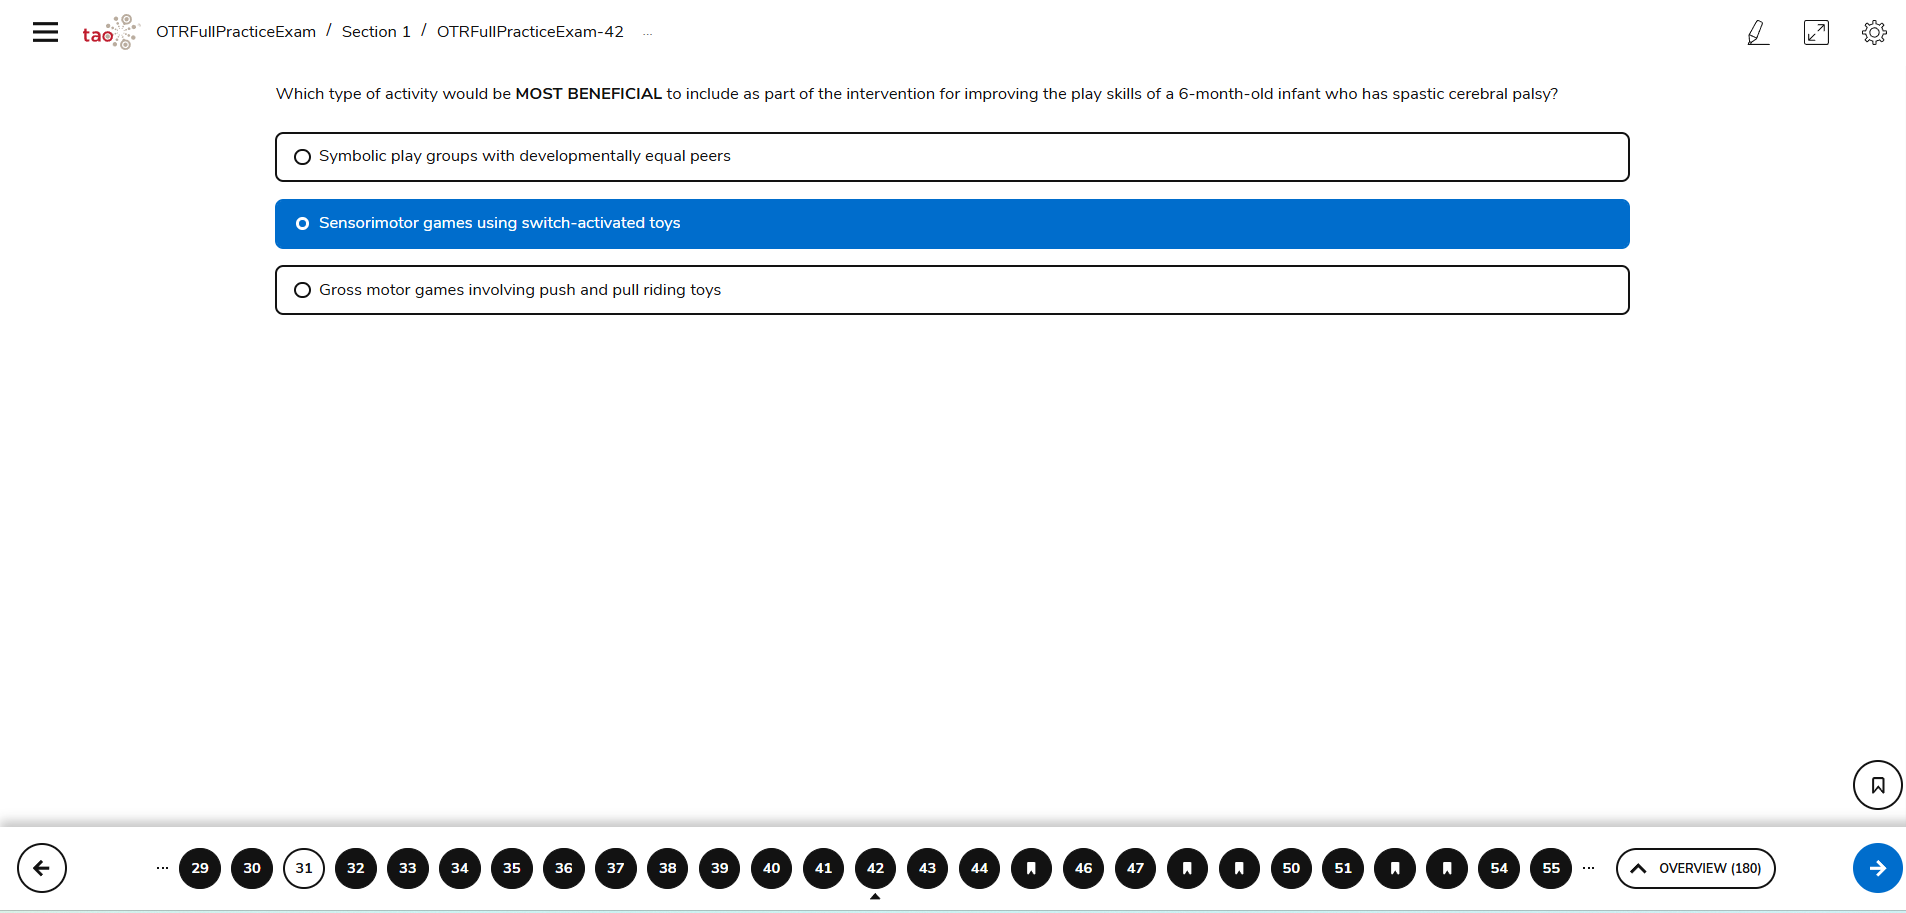 tao OTRFullPracticeExam / Section 1 / OTRFullPracticeExam-42 ...
Which type of activity would be MOST BENEFICIAL to include as part of the intervention for improving the play skills of a 6-month-old infant who has spastic cerebral palsy?
Symbolic play groups with developmentally equal peers
Sensorimotor games using switch-activated toys
Gross motor games involving push and pull riding toys
... 29 30 31 32 33 34 35 36 37 38 39 40 41 42 43 44 46 47 50 51 54 55 ... OVERVIEW (180)